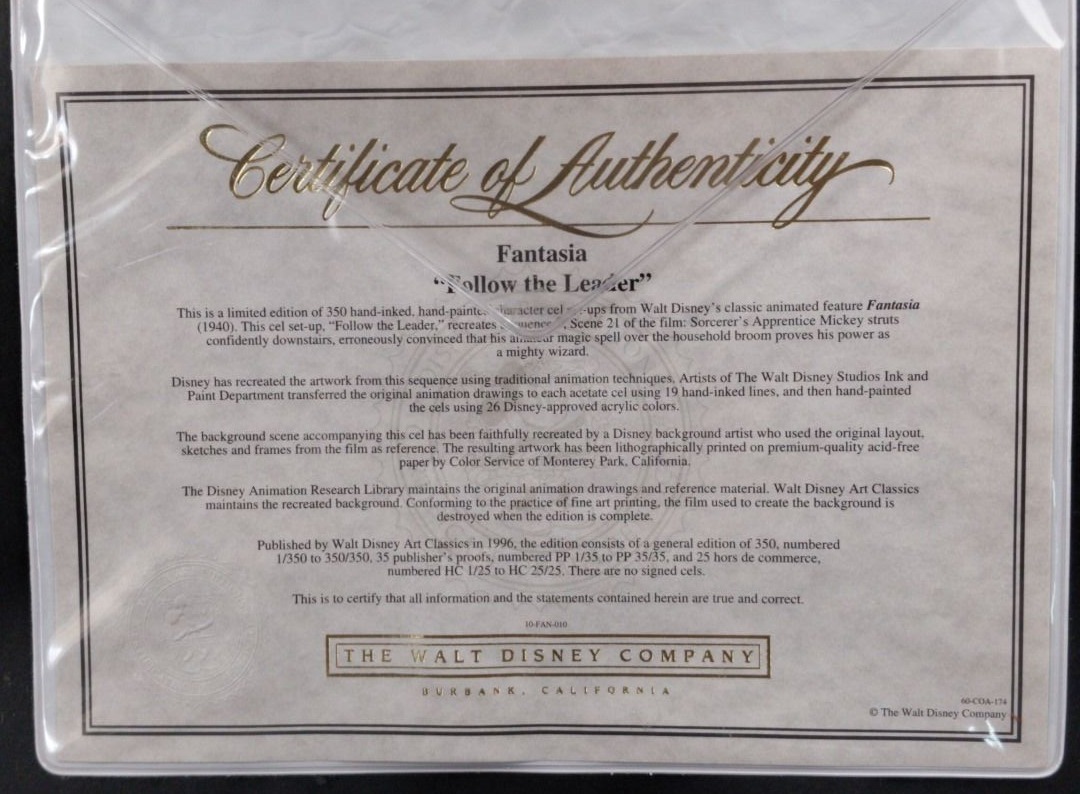 Certificate of Authenticity
Fantasia
“Follow the Leader”
This is a limited edition of 350 hand-inked, hand-painted character cel set-ups from Walt Disney's classic animated feature Fantasia
(1940). This cel set-up, “Follow the Leader,” recreates Scene 21 of the film: Sorcerer's Apprentice Mickey struts
confidently downstairs, erroneously convinced that his amateur magic spell over the household broom proves his power as
a mighty wizard.
Disney has recreated the artwork from this sequence using traditional animation techniques. Artists of The Walt Disney Studios Ink and
Paint Department transferred the original animation drawings to each acetate cel using 19 hand-inked lines, and then hand-painted
the cels using 26 Disney-approved acrylic colors.
The background scene accompanying this cel has been faithfully recreated by a Disney background artist who used the original layout,
sketches and frames from the film as reference. The resulting artwork has been lithographically printed on premium-quality acid-free
paper by Color Service of Monterey Park, California.
The Disney Animation Research Library maintains the original animation drawings and reference material. Walt Disney Art Classics
maintains the recreated background. Conforming to the practice of fine art printing, the film used to create the background is
destroyed when the edition is complete.
Published by Walt Disney Art Classics in 1996, the edition consists of a general edition of 350, numbered
1/350 to 350/350, 35 publisher's proofs, numbered PP 1/35 to PP 35/35, and 25 hors de commerce,
numbered HC 1/25 to HC 25/25. There are no signed cels.
This is to certify that all information and the statements contained herein are true and correct.
10-FAN-010
THE WALT DISNEY COMPANY
BURBANK, CALIFORNIA
60-COA-174
© The Walt Disney Company